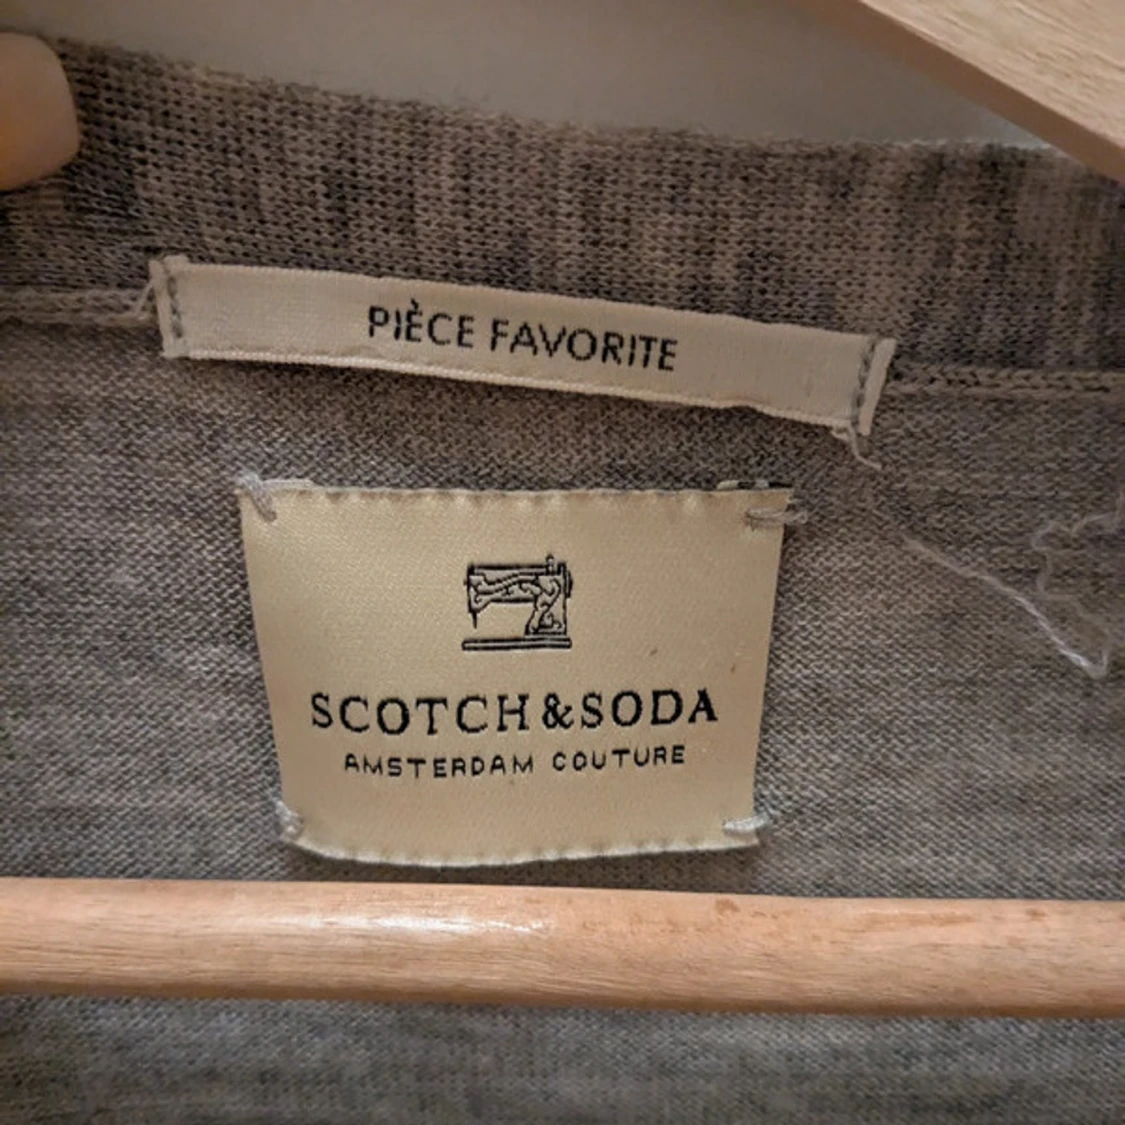 PIÈCE FAVORITE
SCOTCH & SODA
AMSTERDAM COUTURE